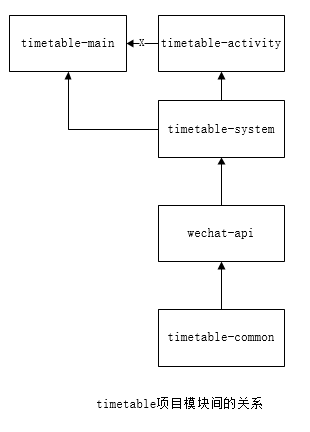 timetable-main
X
timetable-activity
timetable-system
wechat-api
timetable-common
timetable项目模块间的关系